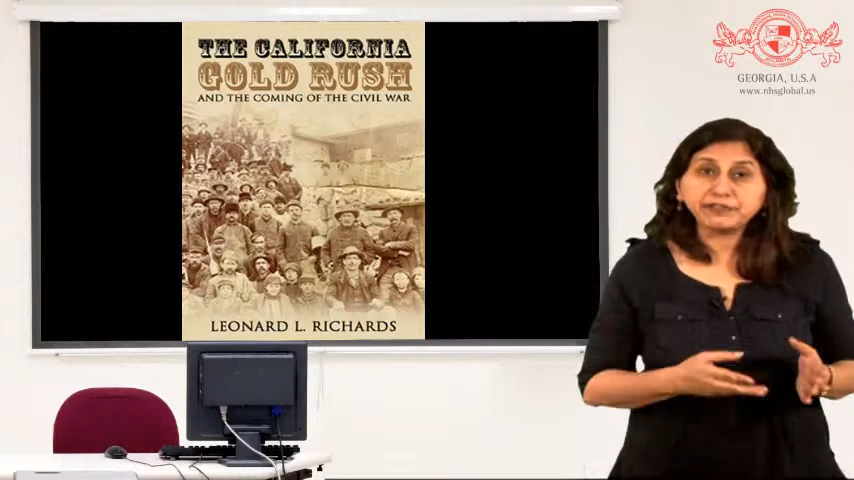 THE CALIFORNIA
GOLD RUSH
AND THE COMING OF THE CIVIL WAR
LEONARD L. RICHARDS
GEORGIA, U.S.A
www.nhsglobal.us